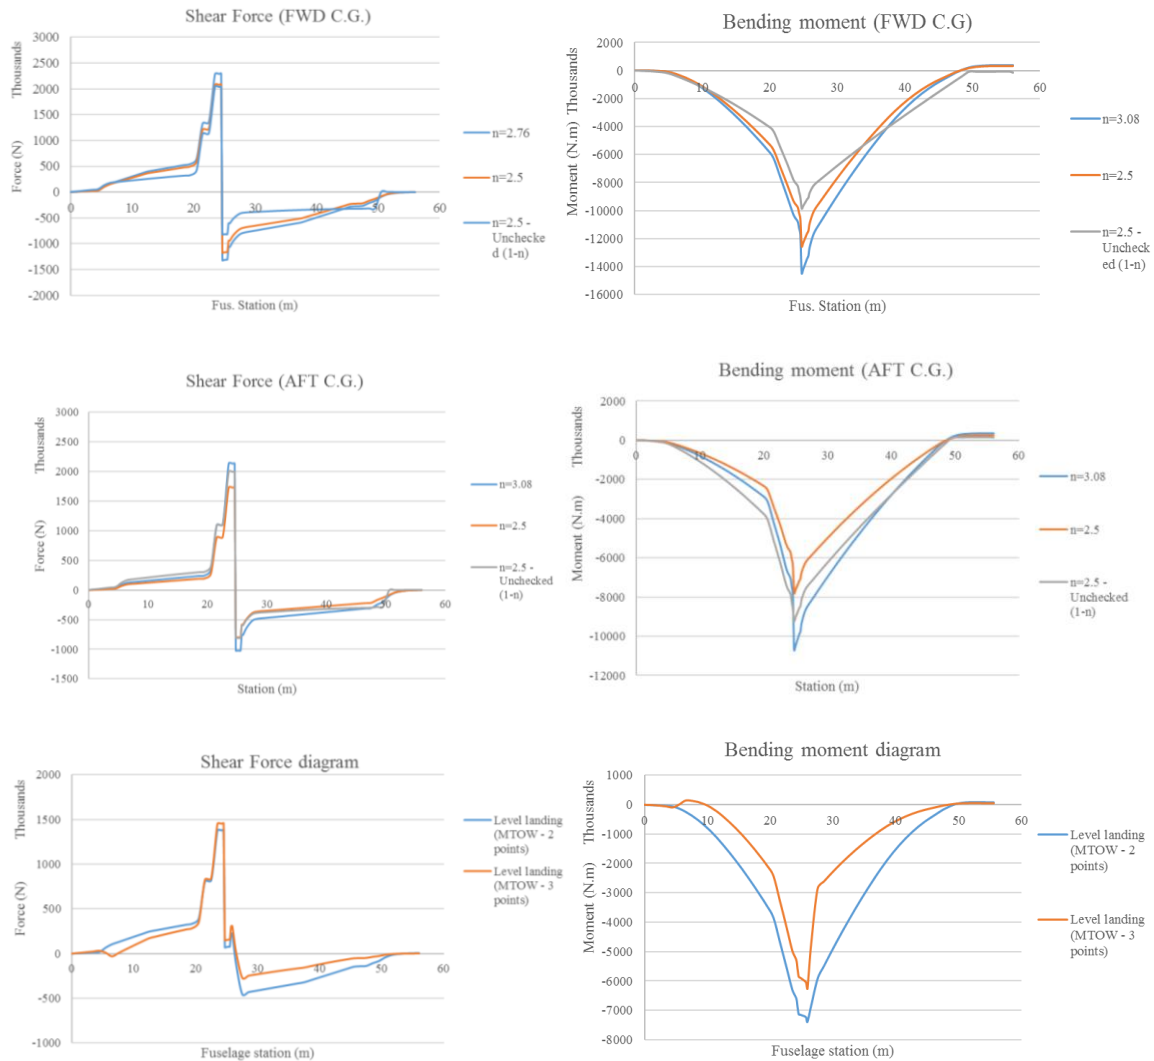 Shear Force (FWD C.G.)
Thousands
Force (N)
3000
2500
2000
1500
1000
500
0
-500
-1000
-1500
-2000
0 10 20 30 40 50 60
Fus. Station (m)
n=2.76
n=2.5
n=2.5 -
Unchecke
d (1-n)
Bending moment (FWD C.G)
Thousands
Moment (N.m)
2000
0
-2000
-4000
-6000
-8000
-10000
-12000
-14000
-16000
0 10 20 30 40 50 60
Fus. Station (m)
n=3.08
n=2.5
n=2.5 -
Uncheck
ed (1-n)
Shear Force (AFT C.G.)
Thousands
Force (N)
3000
2500
2000
1500
1000
500
0
-500
-1000
-1500
0 10 20 30 40 50 60
Station (m)
n=3.08
n=2.5
n=2.5 -
Unchecked
(1-n)
Bending moment (AFT C.G.)
Thousands
Moment (N.m)
2000
0
-2000
-4000
-6000
-8000
-10000
-12000
0 10 20 30 40 50 60
Station (m)
n=3.08
n=2.5
n=2.5 -
Unchecked
(1-n)
Shear Force diagram
Thousands
Force (N)
2000
1500
1000
500
0
-500
-1000
0 10 20 30 40 50 60
Fuselage station (m)
Level landing
(MTOW - 2
points)
Level landing
(MTOW - 3
points)
Bending moment diagram
Thousands
Moment (N.m)
1000
0
-1000
-2000
-3000
-4000
-5000
-6000
-7000
-8000
0 10 20 30 40 50 60
Fuselage station (m)
Level landing
(MTOW - 2
points)
Level landing
(MTOW - 3
points)